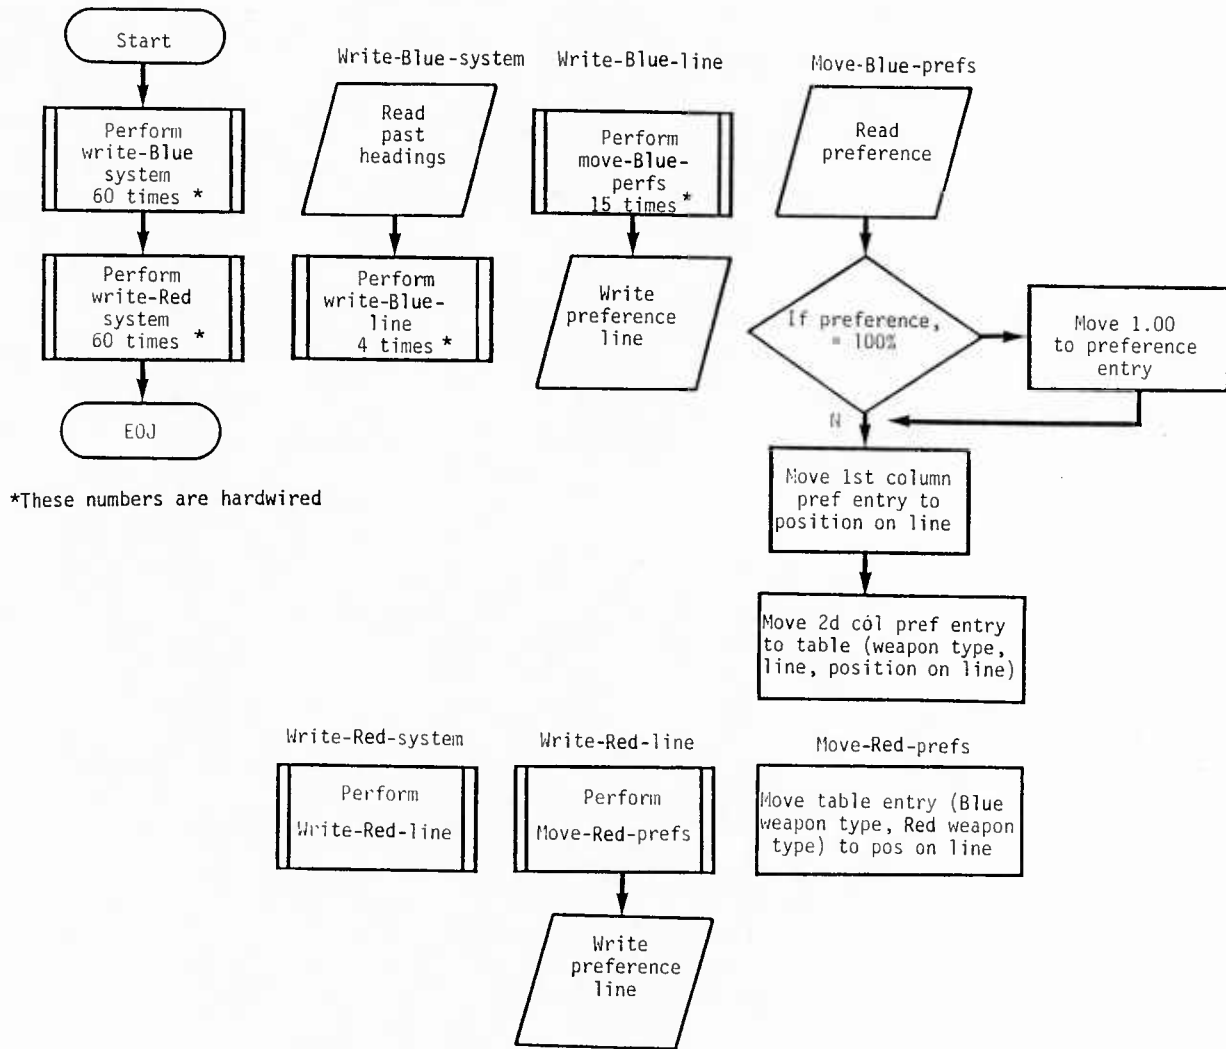 Start
Perform
write-Blue
system
60 times *
Perform
write-Red
system
60 times *
EOJ
*These numbers are hardwired
Write-Blue-system
Read
past
headings
Perform
write-Blue-
line
4 times *
Write-Blue-line
Perform
move-Blue-
perfs
15 times *
Write
preference
line
Move-Blue-prefs
Read
preference
If preference,
= 100%
Move 1.00
to preference
entry
N
Move 1st column
pref entry to
position on line
Move 2d col pref entry
to table (weapon type,
line, position on line)
Write-Red-system
Perform
Write-Red-line
Write-Red-line
Perform
Move-Red-prefs
Write
preference
line
Move-Red-prefs
Move table entry (Blue
weapon type, Red weapon
type) to pos on line